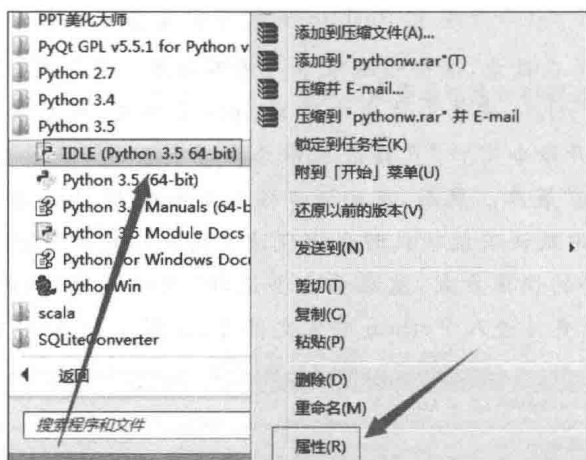 PPT美化大师
PyQt GPL v5.5.1 for Python v
Python 2.7
Python 3.4
Python 3.5
IDLE (Python 3.5 64-bit)
Python 3.5 (64-bit)
Python 3. Manuals (64-b
Python 3.5 Module Docs
Python for Windows Docu
PythonWin
scala
SQLiteConverter
返回
搜索程序和文件
添加到压缩文件(A)...
添加到 "pythonw.rar"(T)
压缩并 E-mail...
压缩到 "pythonw.rar" 并 E-mail
锁定到任务栏(K)
附到「开始」菜单(U)
还原以前的版本(V)
发送到(N)
剪切(T)
复制(C)
粘贴(P)
删除(D)
重命名(M)
属性(R)